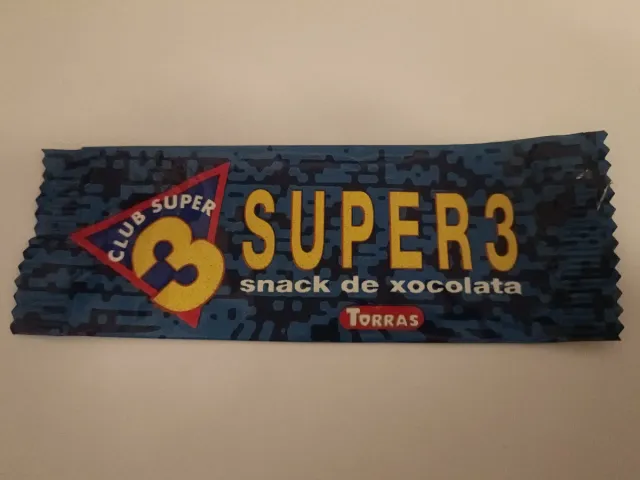 CLUB SUPER
3
SUPER3
snack de xocolata
TORRAS